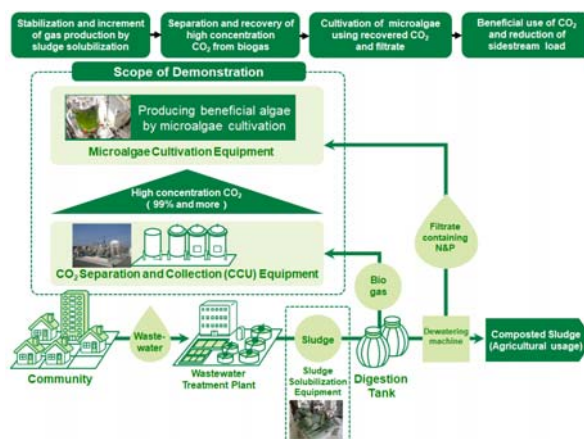 Stabilization and increment
of gas production by
sludge solubilization
Separation and recovery of
high concentration
CO₂ from biogas
Cultivation of microalgae
using recovered CO₂
and filtrate
Beneficial use of CO₂
and reduction of
sidestream load
Scope of Demonstration
Producing beneficial algae
by microalgae cultivation
Microalgae Cultivation Equipment
High concentration CO₂
( 99% and more )
CO₂ Separation and Collection (CCU) Equipment
Filtrate
containing
N&P
Bio
gas
Community
Waste-
water
Wastewater
Treatment Plant
Sludge
Sludge
Solubilization
Equipment
Digestion
Tank
Dewatering
machine
Composted Sludge
(Agricultural usage)